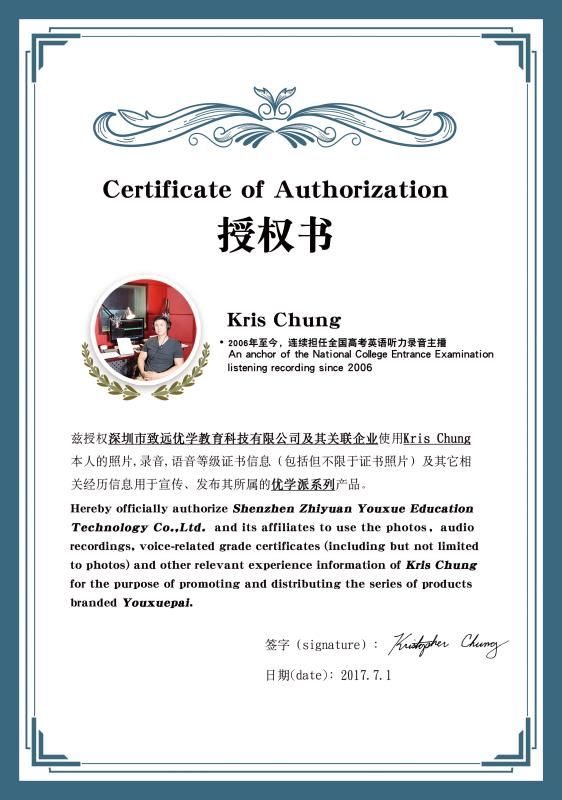 Certificate of Authorization
授权书
Kris Chung
• 2006年至今，连续担任全国高考英语听力录音主播
An anchor of the National College Entrance Examination
listening recording since 2006
兹授权深圳市致远优学教育科技有限公司及其关联企业使用Kris Chung
本人的照片,录音,语音等级证书信息（包括但不限于证书照片）及其它相
关经历信息用于宣传、发布其所属的优学派系列产品。
Hereby officially authorize Shenzhen Zhiyuan Youxue Education
Technology Co.,Ltd. and its affiliates to use the photos, audio
recordings, voice-related grade certificates (including but not limited
to photos) and other relevant experience information of Kris Chung
for the purpose of promoting and distributing the series of products
branded Youxuepai.
签字（signature）: Kristopher Chung
日期(date): 2017.7.1